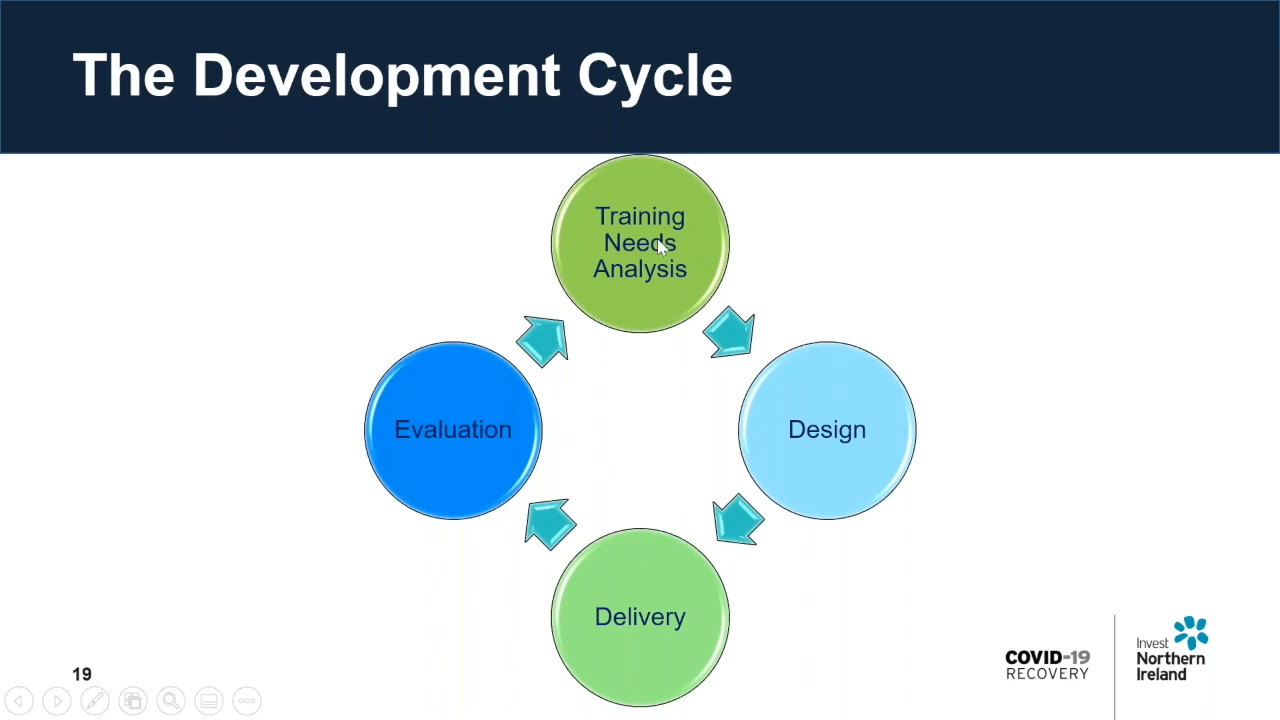 The Development Cycle
Training
Needs
Analysis
Evaluation
Design
Delivery
19
COVID-19
RECOVERY
Invest
Northern
Ireland